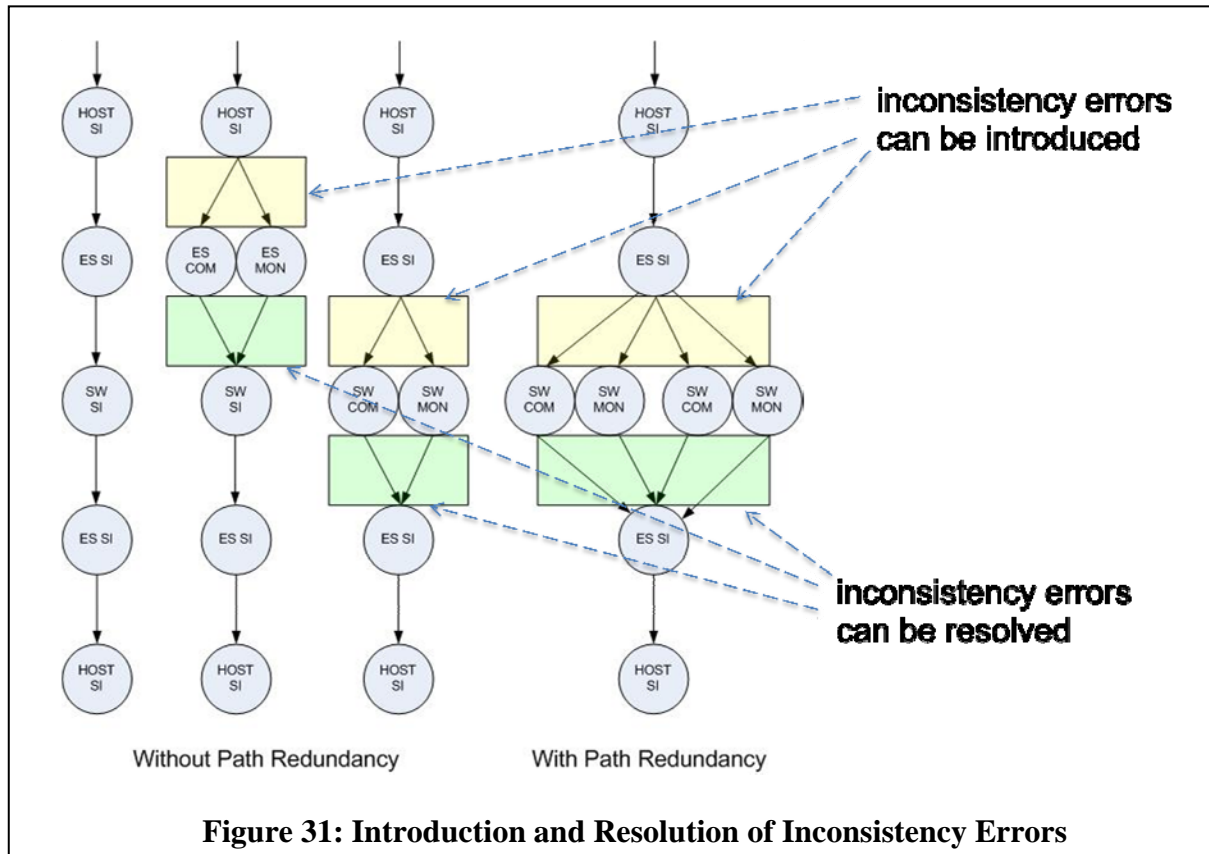 HOST
SI
HOST
SI
HOST
SI
HOST
SI
inconsistency errors
can be introduced
ES SI
ES
COM
ES
MON
ES SI
ES SI
SW
SI
SW
SI
SW
COM
SW
MON
SW
COM
SW
MON
SW
COM
SW
MON
ES SI
ES SI
ES SI
ES SI
inconsistency errors
can be resolved
HOST
SI
HOST
SI
HOST
SI
HOST
SI
Without Path Redundancy
With Path Redundancy
Figure 31: Introduction and Resolution of Inconsistency Errors